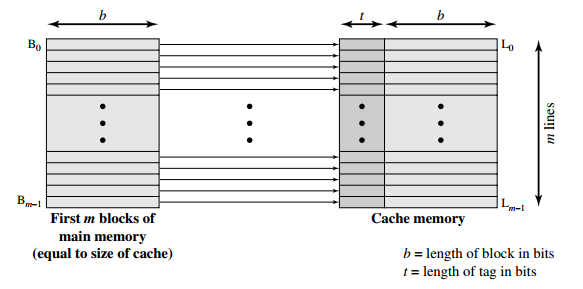 b
t
b
B0
L0
m lines
Bm–1
Lm–1
First m blocks of
main memory
(equal to size of cache)
Cache memory
b = length of block in bits
t = length of tag in bits